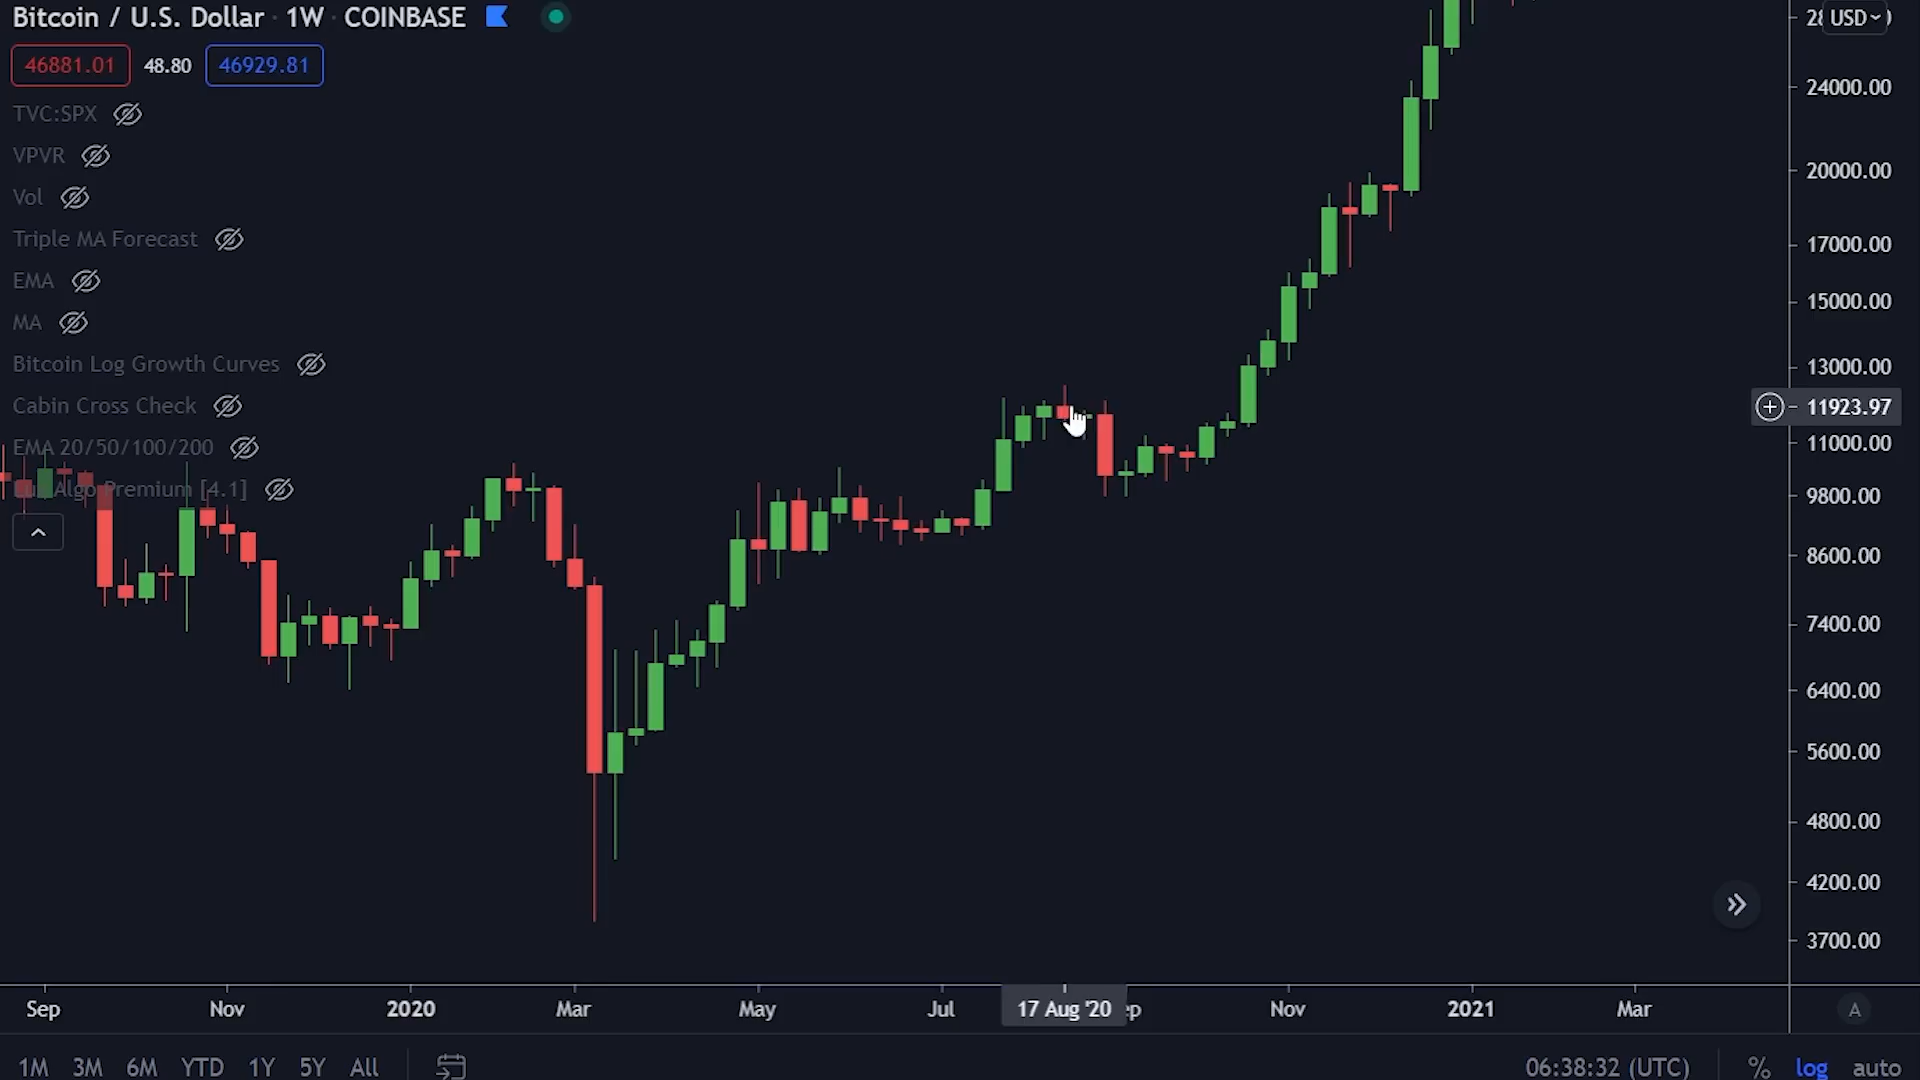 Bitcoin / U.S. Dollar · 1W · COINBASE
USD
46881.01 48.80 46929.81
24000.00
TVC:SPX
VPVR
20000.00
Vol
Triple MA Forecast
17000.00
EMA
15000.00
MA
Bitcoin Log Growth Curves
13000.00
Cabin Cross Check
11923.97
EMA 20/50/100/200
11000.00
Algo Premium [4.1]
9800.00
8600.00
7400.00
6400.00
5600.00
4800.00
4200.00
3700.00
Sep Nov 2020 Mar May Jul 17 Aug '20 Nov 2021 Mar A
1M 3M 6M YTD 1Y 5Y All 06:38:32 (UTC) % log auto